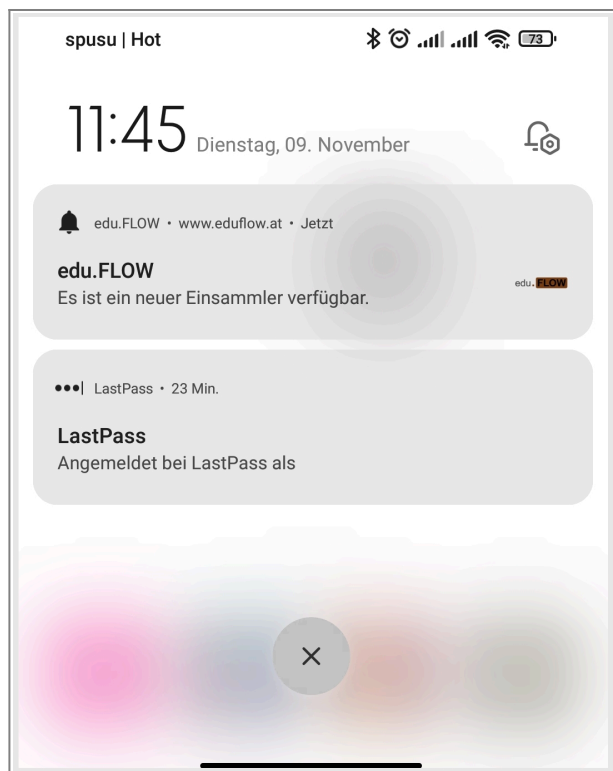 spusu | Hot
73
11:45 Dienstag, 09. November
edu.FLOW • www.eduflow.at • Jetzt
edu.FLOW
Es ist ein neuer Einsammler verfügbar.
edu.FLOW
LastPass • 23 Min.
LastPass
Angemeldet bei LastPass als